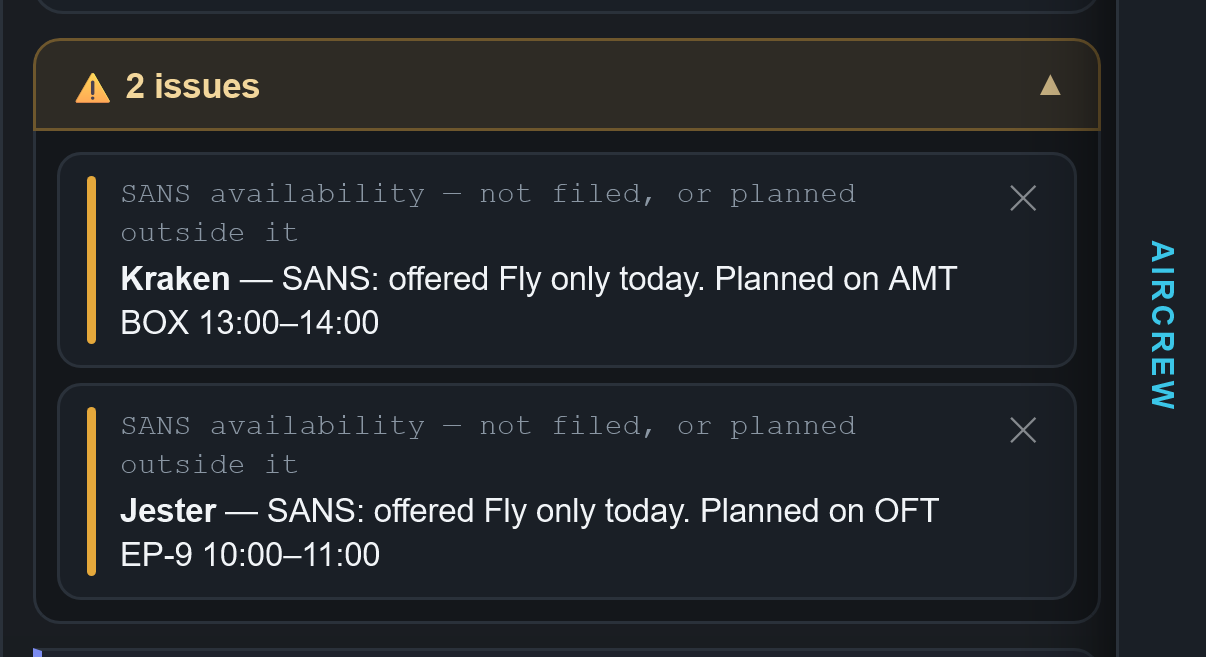 ⚠️ 2 issues ▲
SANS availability — not filed, or planned
outside it
Kraken — SANS: offered Fly only today. Planned on AMT
BOX 13:00–14:00
SANS availability — not filed, or planned
outside it
Jester — SANS: offered Fly only today. Planned on OFT
EP-9 10:00–11:00
AIRCREW